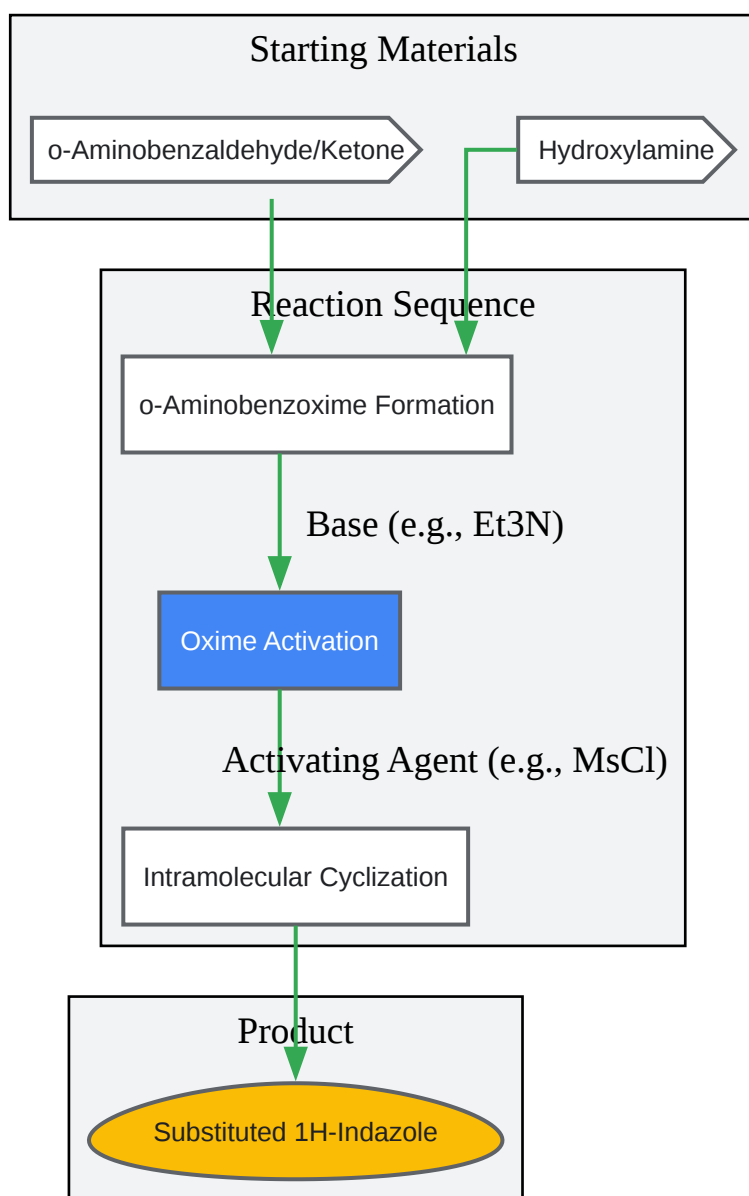 Starting Materials
o-Aminobenzaldehyde/Ketone
Hydroxylamine
Reaction Sequence
o-Aminobenzoxime Formation
Base (e.g., Et3N)
Oxime Activation
Activating Agent (e.g., MsCl)
Intramolecular Cyclization
Product
Substituted 1H-Indazole